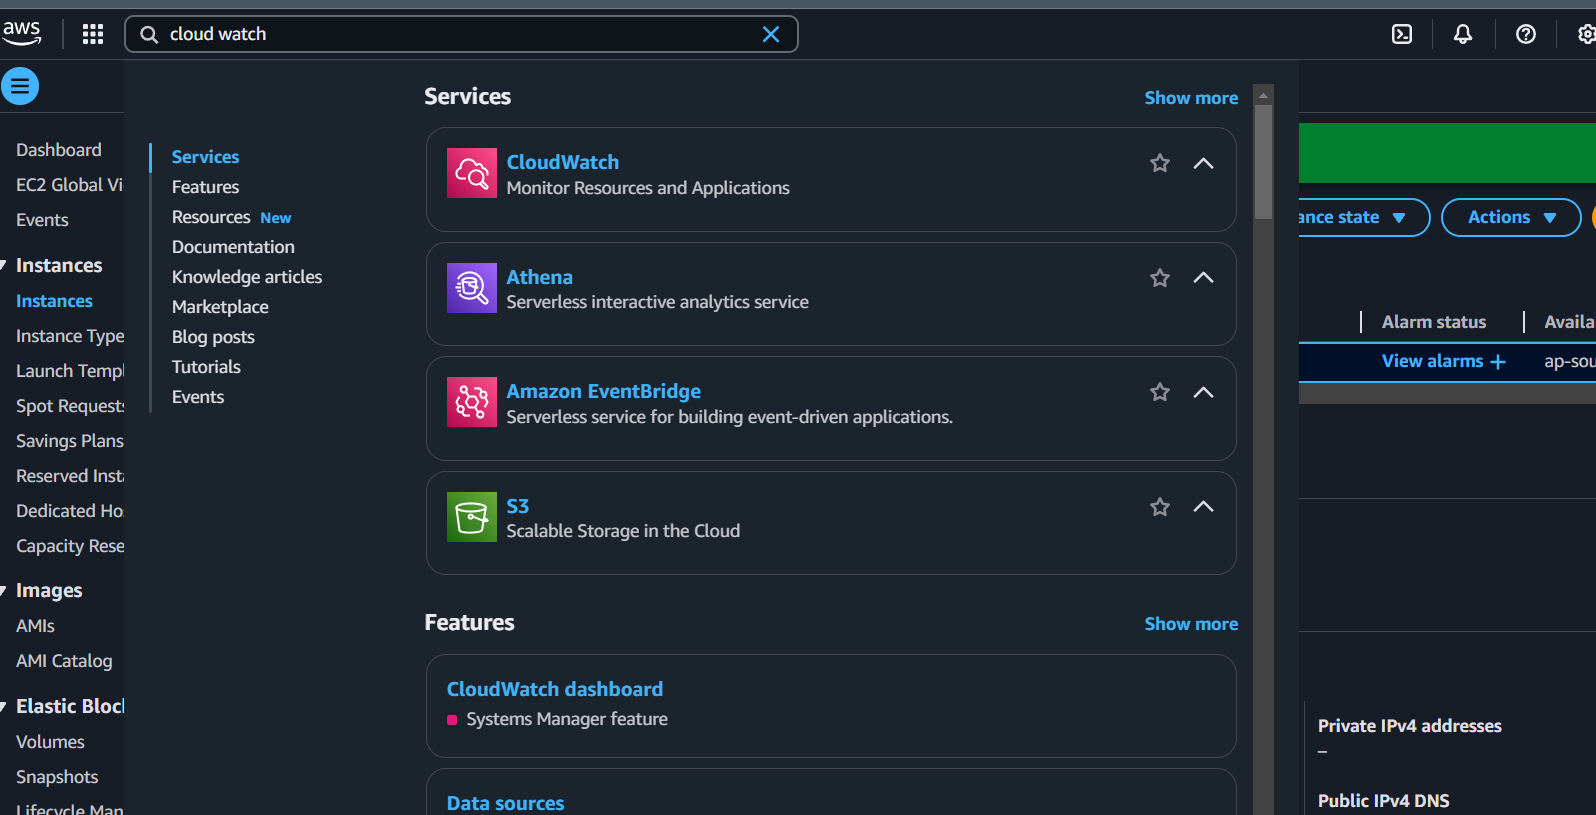 aws
cloud watch
Dashboard
EC2 Global Vi
Events
Instances
Instances
Instance Type
Launch Templ
Spot Requests
Savings Plans
Reserved Insta
Dedicated Hos
Capacity Rese
Images
AMIs
AMI Catalog
Elastic Block
Volumes
Snapshots
Lifecycle Man
Services
Features
Resources New
Documentation
Knowledge articles
Marketplace
Blog posts
Tutorials
Events
Services Show more
CloudWatch
Monitor Resources and Applications
Athena
Serverless interactive analytics service
Amazon EventBridge
Serverless service for building event-driven applications.
S3
Scalable Storage in the Cloud
Features Show more
CloudWatch dashboard
Systems Manager feature
Data sources
ance state Actions
Alarm status Availa
View alarms + ap-sou
Private IPv4 addresses
–
Public IPv4 DNS